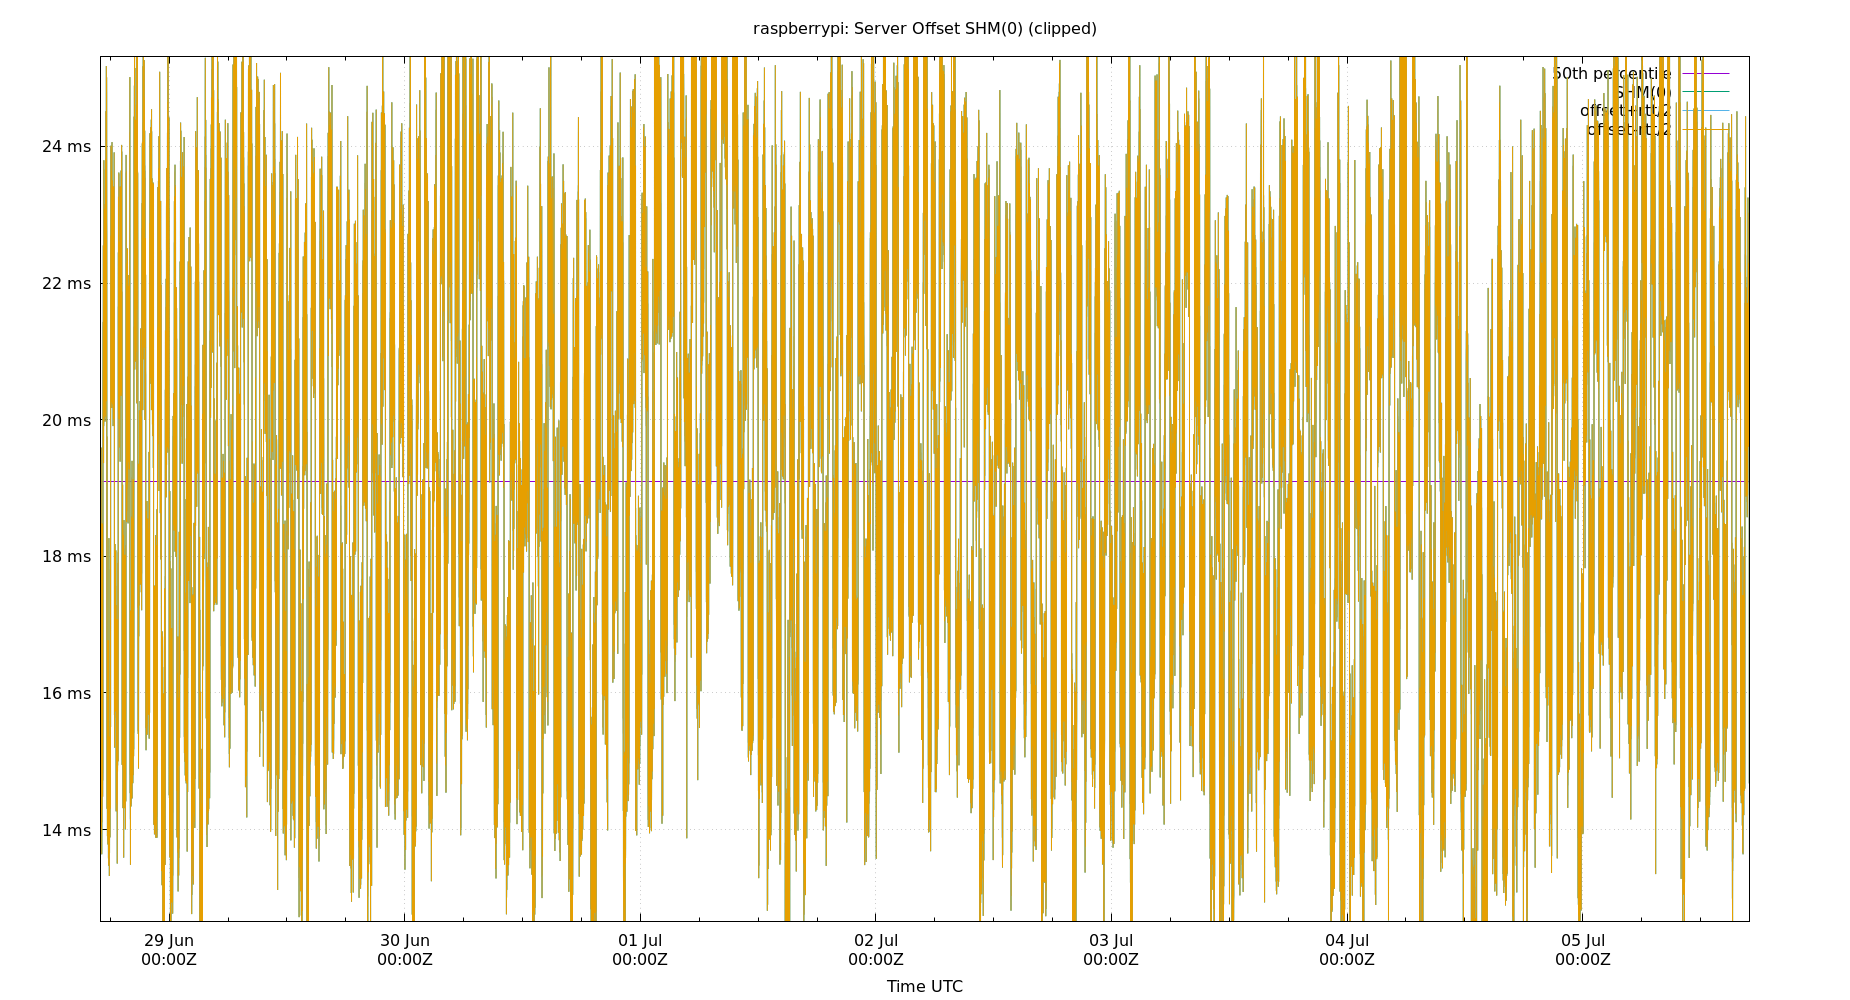 raspberrypi: Server Offset SHM(0) (clipped)
50th percentile
SHM(0)
offset+rtt/2
offset-rtt/2
24 ms
22 ms
20 ms
18 ms
16 ms
14 ms
29 Jun 30 Jun 01 Jul 02 Jul 03 Jul 04 Jul 05 Jul
00:00Z 00:00Z 00:00Z 00:00Z 00:00Z 00:00Z 00:00Z
Time UTC